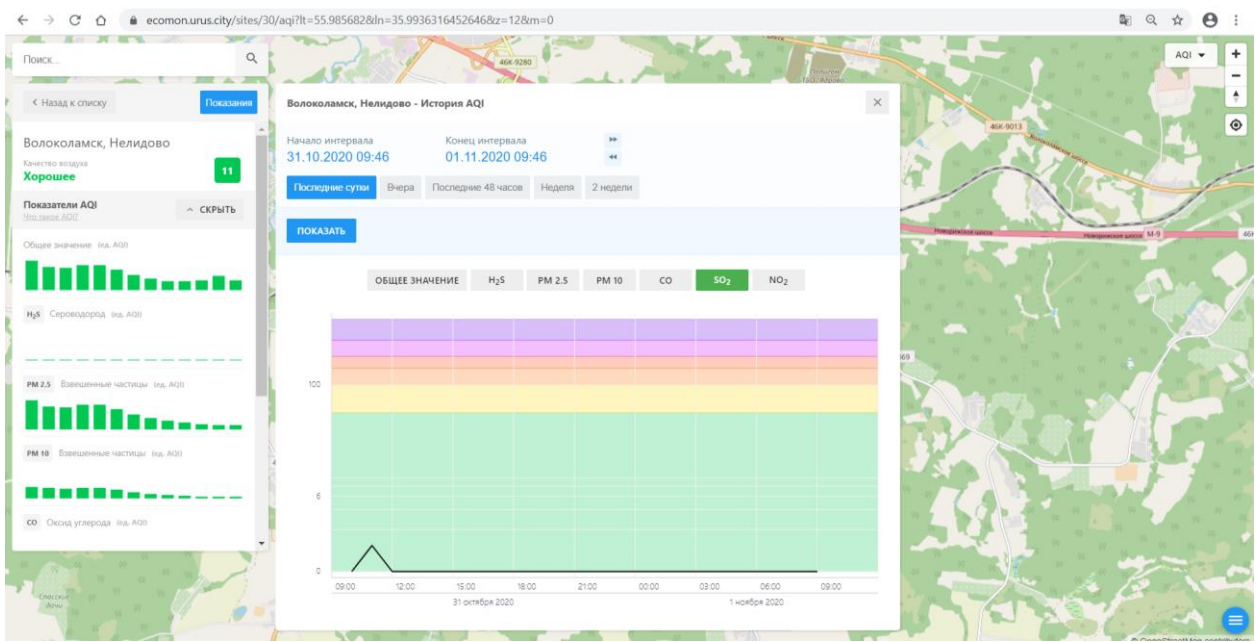 ecomon.urus.city/sites/30/aqi?lt=55.985682&ln=35.9936316452646&z=12&m=0
Поиск...
46К-9280
AQI
Назад к списку
Показания
Волоколамск, Нелидово - История AQI
46К-9013
Волоколамск, Нелидово
Качество воздуха
Хорошее
11
Начало интервала
Конец интервала
31.10.2020 09:46
01.11.2020 09:46
Последние сутки
Вчера
Последние 48 часов
Неделя
2 недели
Показатели AQI
Что такое AQI?
СКРЫТЬ
ПОКАЗАТЬ
Новорижское шоссе
Новорижское шоссе
М-9
Общее значение (ед. AQI)
ОБЩЕЕ ЗНАЧЕНИЕ
H₂S
PM 2.5
PM 10
CO
SO₂
NO₂
H₂S Сероводород (ед. AQI)
PM 2.5 Взвешенные частицы (ед. AQI)
PM 10 Взвешенные частицы (ед. AQI)
CO Оксид углерода (ед. AQI)
100
6
0
09:00
12:00
15:00
18:00
21:00
00:00
03:00
06:00
09:00
31 октября 2020
1 ноября 2020
© OpenStreetMap contributors